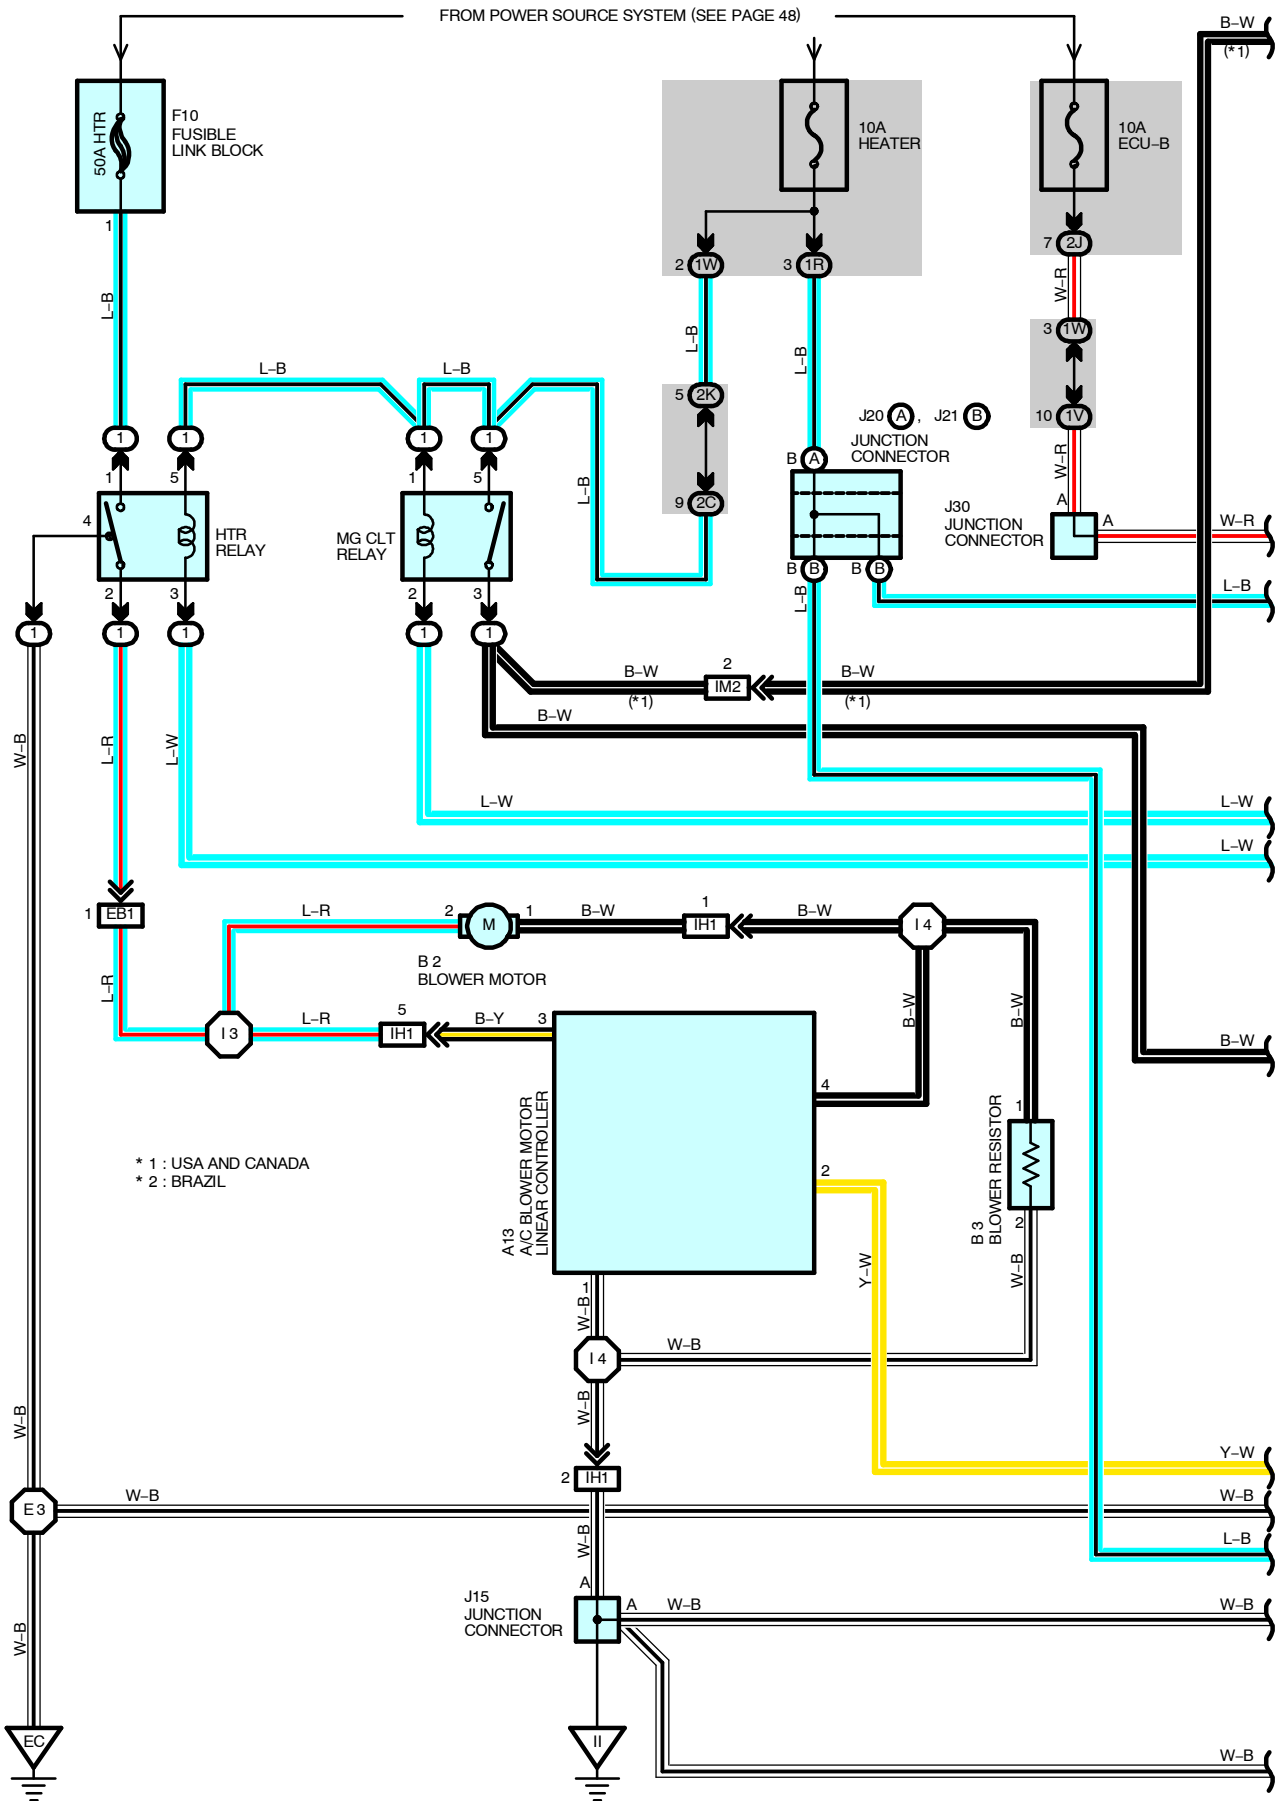 FROM POWER SOURCE SYSTEM (SEE PAGE 48)
B–W
(*1)
50A HTR
F10
FUSIBLE
LINK BLOCK
10A
HEATER
10A
ECU–B
1
7 2J
2 1W
3 1R
W–R
L–B
L–B
L–B
3 1W
L–B
L–B
5 2K
10 1V
J20 A , J21 B
JUNCTION
CONNECTOR
1
1
1
1
B A
W–R
1
5
1
5
L–B
9 2C
A
J30
JUNCTION
CONNECTOR
A
W–R
4
HTR
RELAY
MG CLT
RELAY
B B
B B
L–B
L–B
2
3
2
3
1
1
1
1
1
B–W
(*1)
2
IM2
B–W
(*1)
B–W
W–B
L–R
L–W
L–W
L–W
L–W
1 EB1
L–R
2
M
1
B–W
1
IH1
B–W
I 4
B 2
BLOWER MOTOR
L–R
I 3
L–R
5
IH1
B–Y
3
B–W
B–W
B–W
4
1
A13
A/C BLOWER MOTOR
LINEAR CONTROLLER
B 3
BLOWER RESISTOR
* 1 : USA AND CANADA
* 2 : BRAZIL
2
2
Y–W
W–B
1
W–B
I 4
W–B
W–B
W–B
2 IH1
Y–W
E 3
W–B
W–B
W–B
L–B
A
J15
JUNCTION
CONNECTOR
A
W–B
W–B
W–B
EC
II
W–B